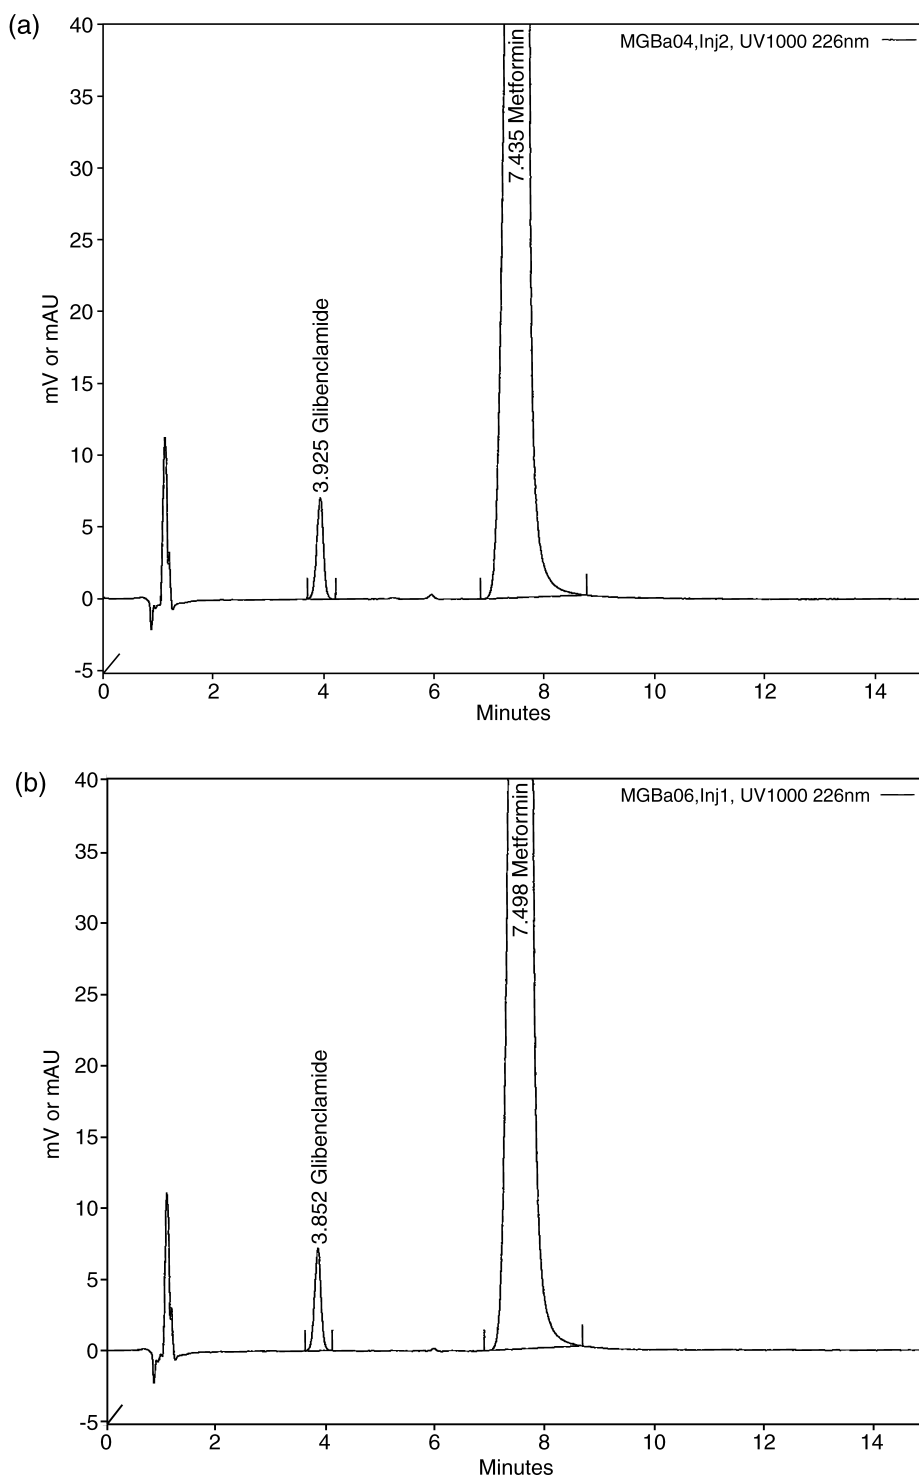 (a)
40
MGBa04,Inj2, UV1000 226nm
35
30
25
20
15
10
5
0
-5
mV or mAU
3.925 Glibenclamide
7.435 Metformin
0 2 4 6 8 10 12 14
Minutes
(b)
40
MGBa06,Inj1, UV1000 226nm
35
30
25
20
15
10
5
0
-5
mV or mAU
3.852 Glibenclamide
7.498 Metformin
0 2 4 6 8 10 12 14
Minutes